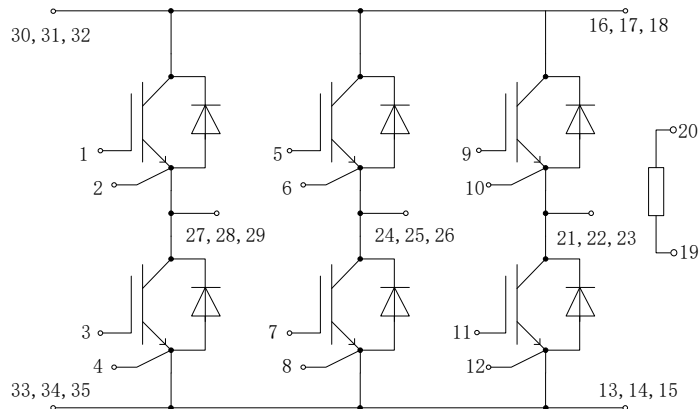 30, 31, 32
16, 17, 18
1
2
5
6
9
10
20
27, 28, 29
24, 25, 26
21, 22, 23
19
3
4
7
8
11
12
33, 34, 35
13, 14, 15